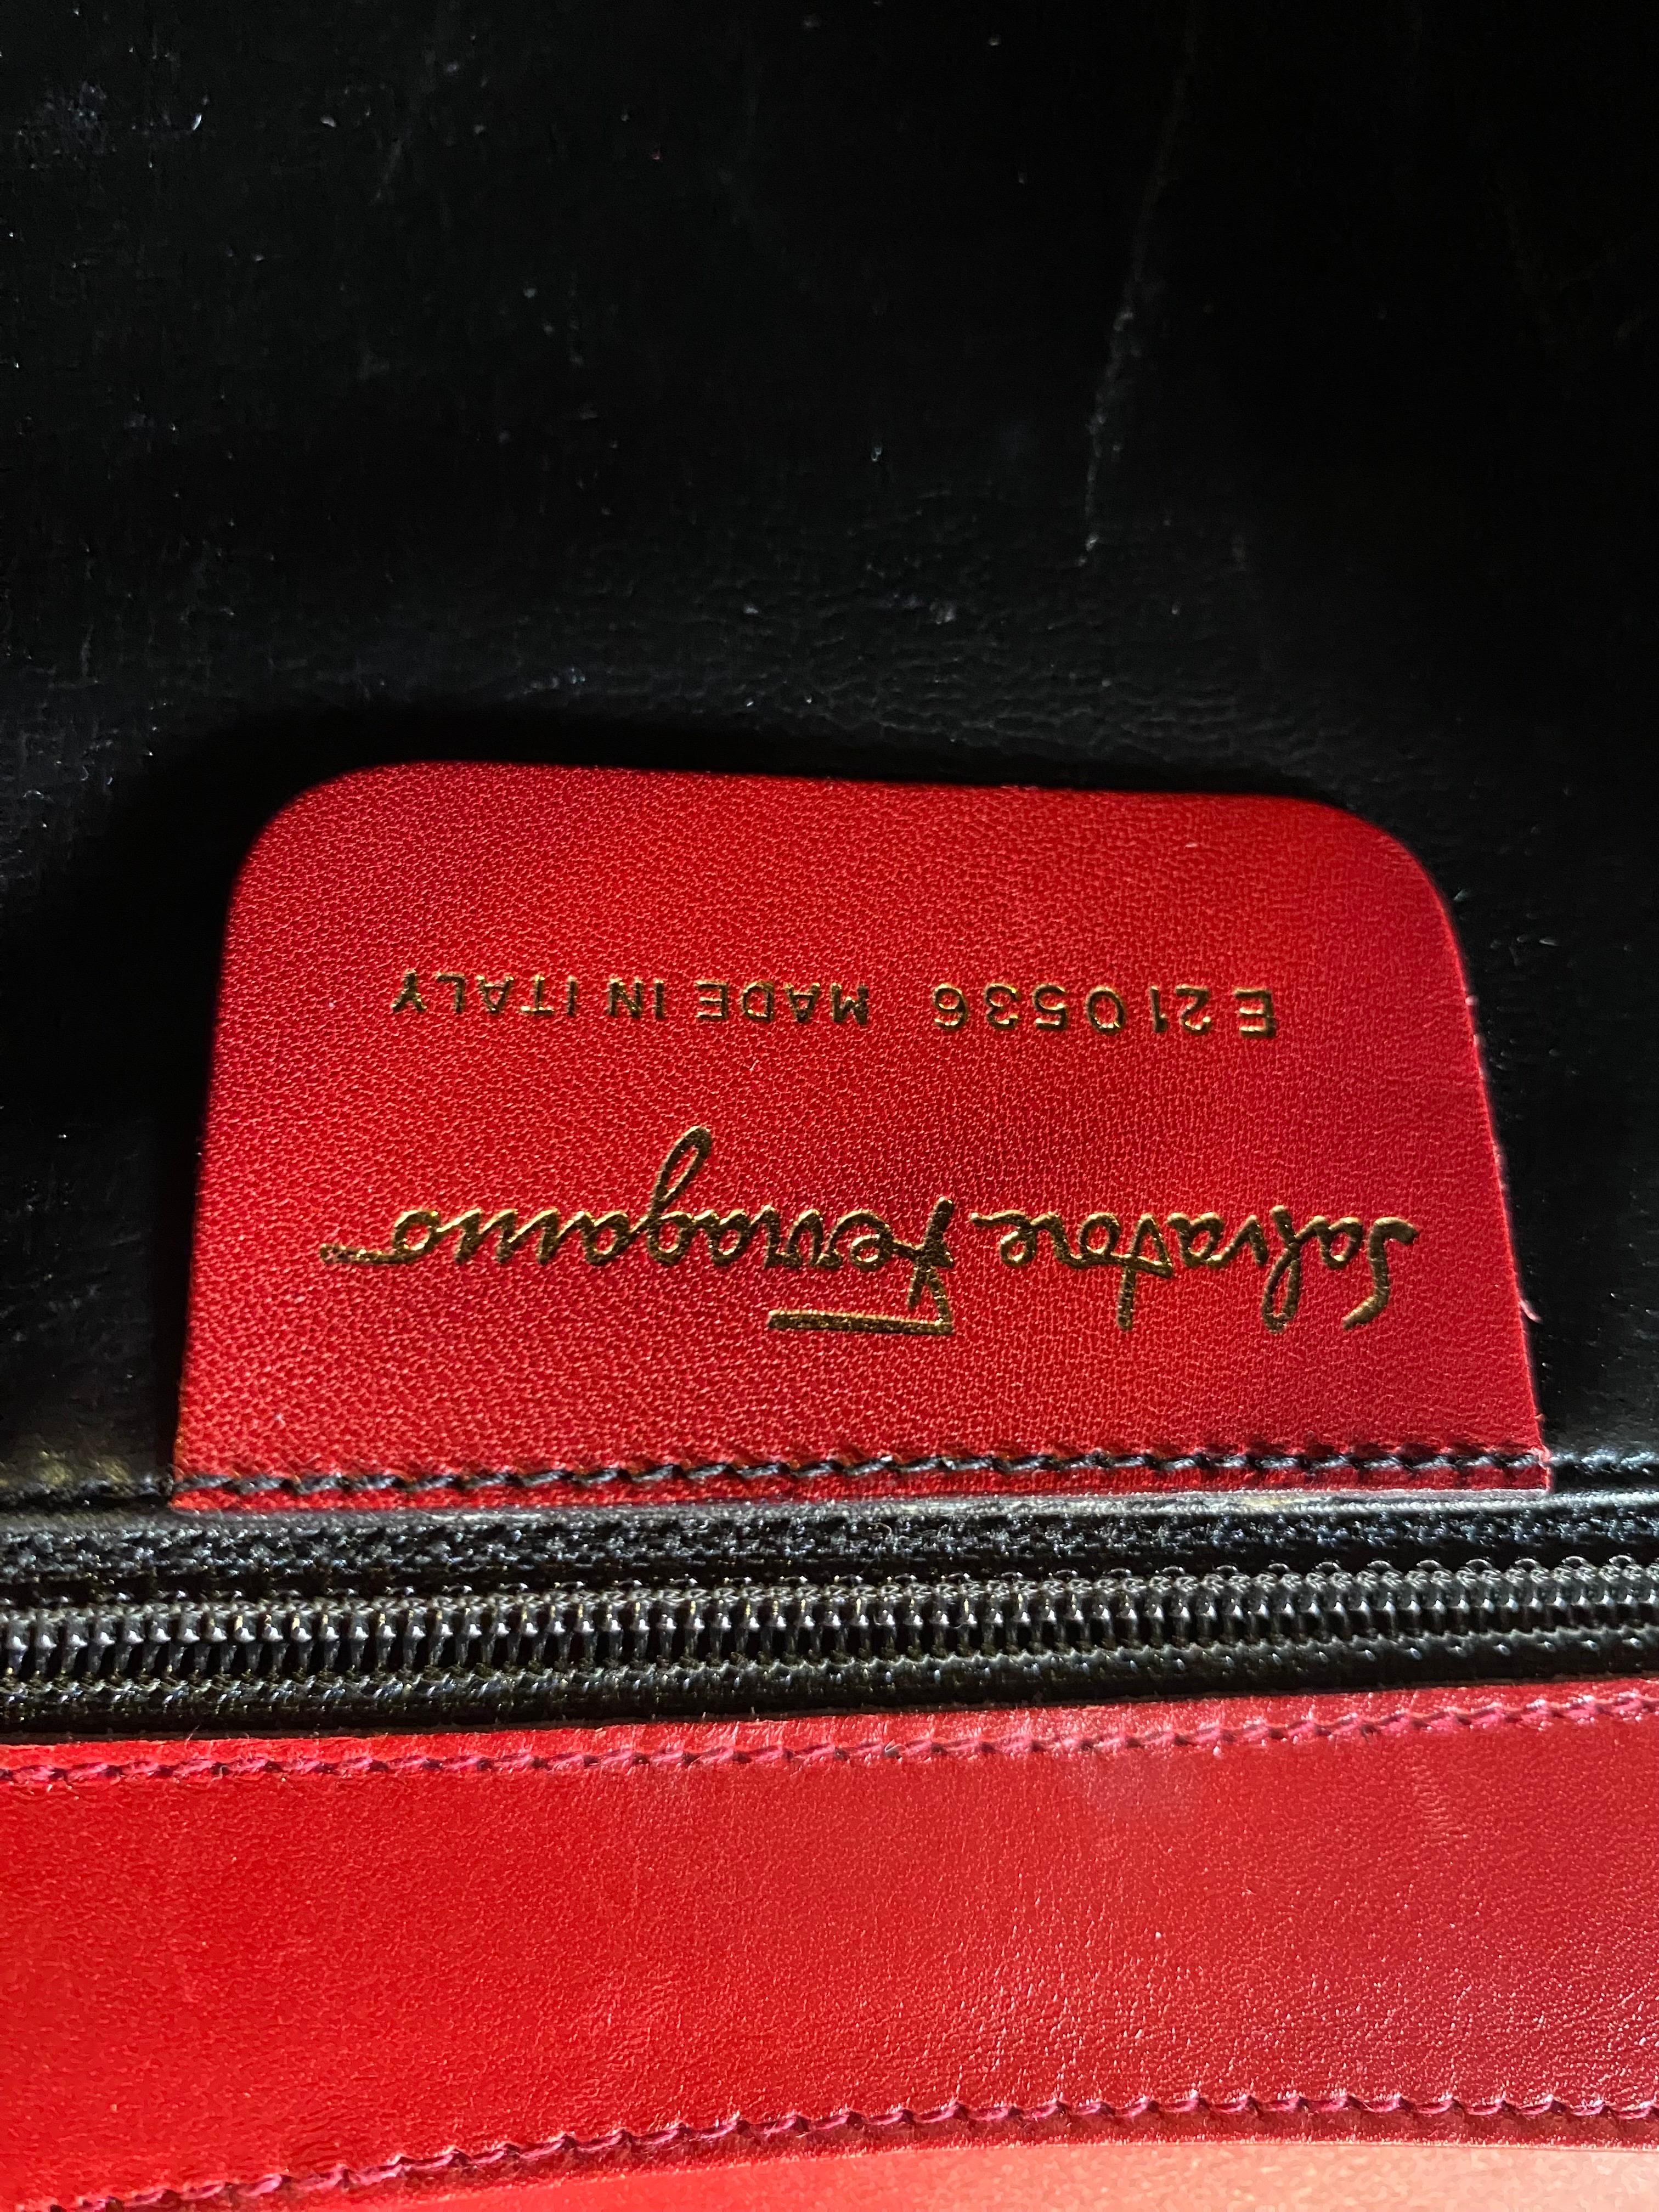 Salvatore Ferragamo
E210536 MADE IN ITALY